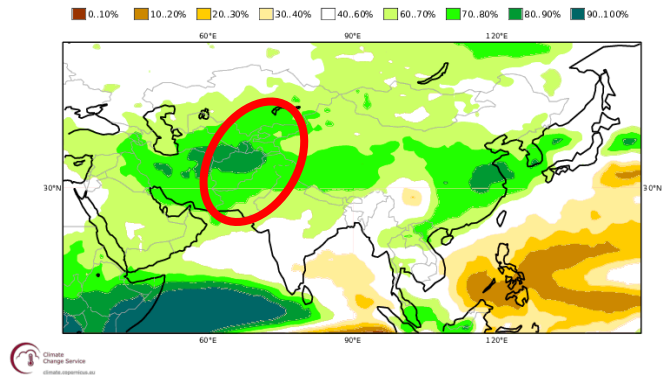 0..10% 10..20% 20..30% 30..40% 40..60% 60..70% 70..80% 80..90% 90..100%
60°E 90°E 120°E
30°N 30°N
60°E 90°E 120°E
Climate
Change Service
climate.copernicus.eu